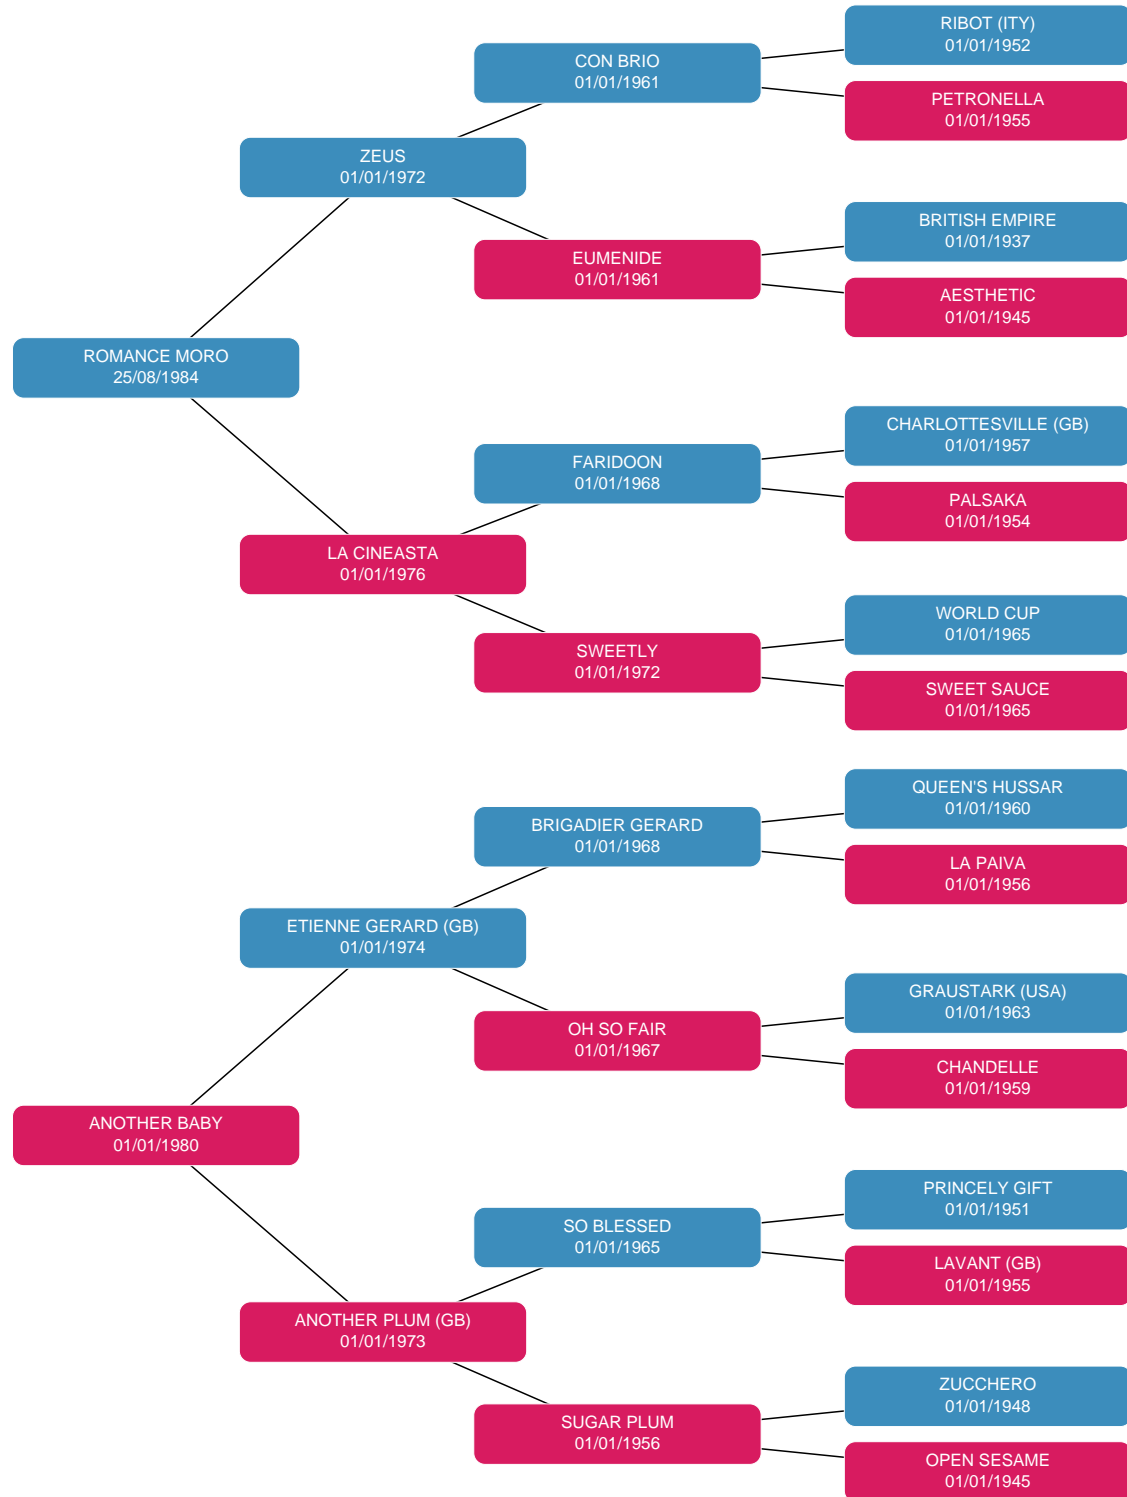 RIBOT (ITY)
01/01/1952
CON BRIO
01/01/1961
PETRONELLA
01/01/1955
ZEUS
01/01/1972
BRITISH EMPIRE
01/01/1937
EUMENIDE
01/01/1961
AESTHETIC
01/01/1945
ROMANCE MORO
25/08/1984
CHARLOTTESVILLE (GB)
01/01/1957
FARIDOON
01/01/1968
PALSAKA
01/01/1954
LA CINEASTA
01/01/1976
WORLD CUP
01/01/1965
SWEETLY
01/01/1972
SWEET SAUCE
01/01/1965
QUEEN'S HUSSAR
01/01/1960
BRIGADIER GERARD
01/01/1968
LA PAIVA
01/01/1956
ETIENNE GERARD (GB)
01/01/1974
GRAUSTARK (USA)
01/01/1963
OH SO FAIR
01/01/1967
CHANDELLE
01/01/1959
ANOTHER BABY
01/01/1980
PRINCELY GIFT
01/01/1951
SO BLESSED
01/01/1965
LAVANT (GB)
01/01/1955
ANOTHER PLUM (GB)
01/01/1973
ZUCCHERO
01/01/1948
SUGAR PLUM
01/01/1956
OPEN SESAME
01/01/1945